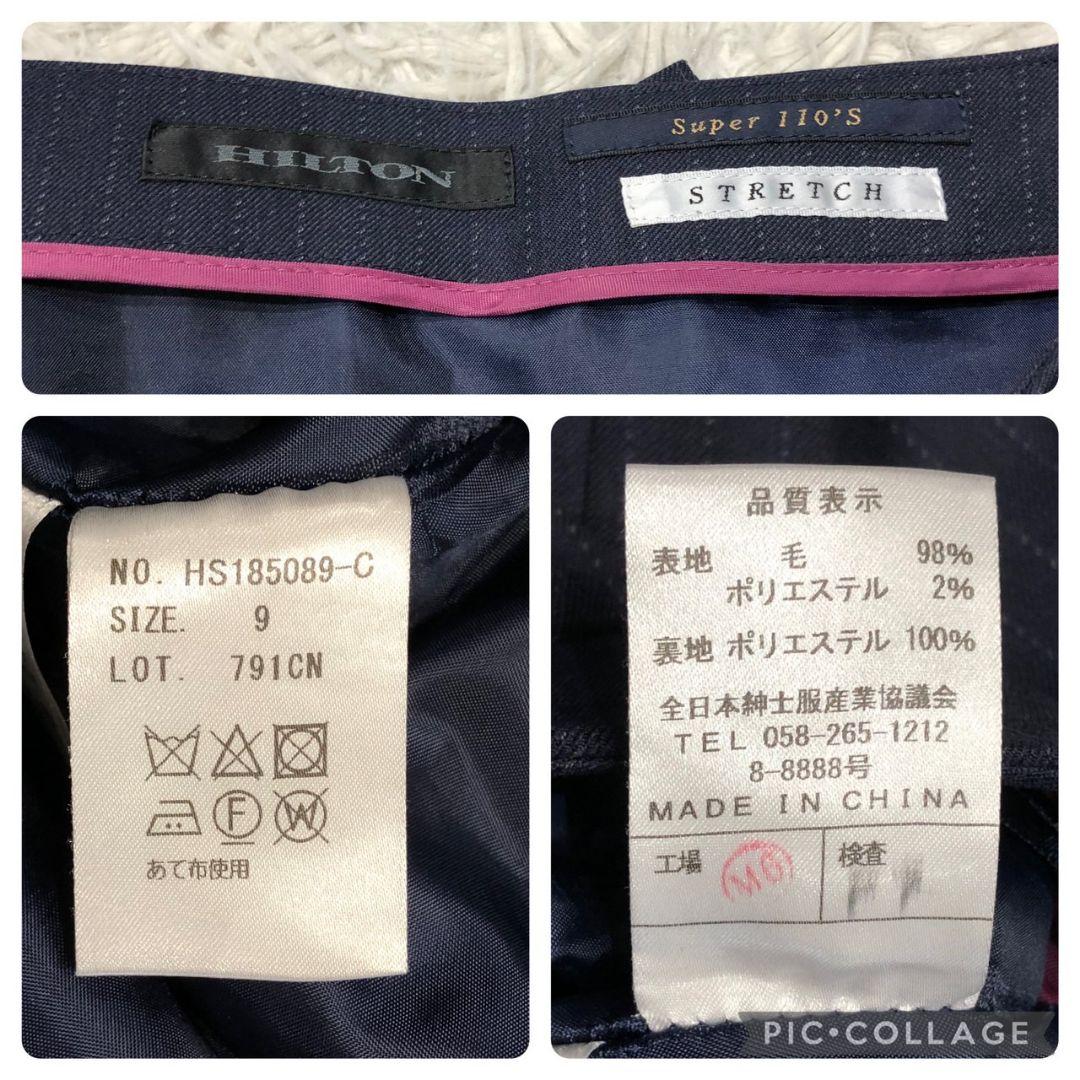 HILTON
Super 110'S
STRETCH
NO. HS185089-C
SIZE. 9
LOT. 791CN
F W
あて布使用
品質表示
表地 毛 98%
ポリエステル 2%
裏地 ポリエステル 100%
全日本紳士服産業協議会
TEL 058-265-1212
8-8888号
MADE IN CHINA
工場 検査
PIC•COLLAGE